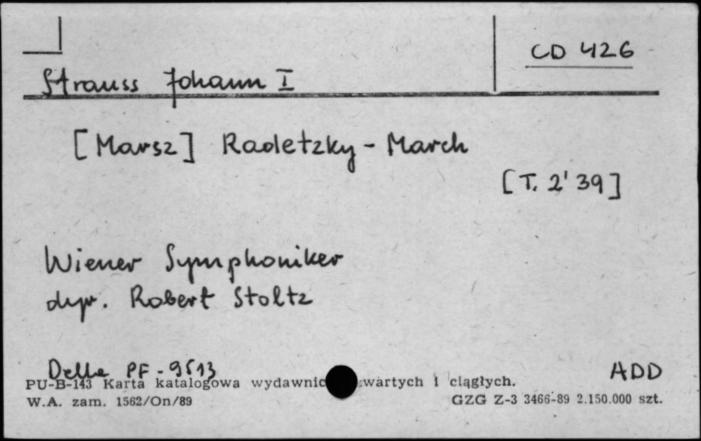 CD 426
Strauss Johann I
[Marsz] Radetzky - March
[T. 2'39]
Wiener Symphoniker
dyr. Robert Stoltz
Delta PF - 9513 ADD
PU-B-143 Karta katalogowa wydawnic wartych i ciągłych.
W.A. zam. 1562/On/89 GZG Z-3 3466-89 2.150.000 szt.